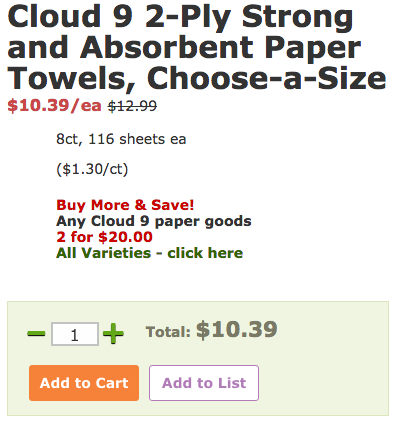 Cloud 9 2-Ply Strong
and Absorbent Paper
Towels, Choose-a-Size
$10.39/ea $12.99
8ct, 116 sheets ea
($1.30/ct)
Buy More & Save!
Any Cloud 9 paper goods
2 for $20.00
All Varieties - click here
1 Total: $10.39
Add to Cart Add to List